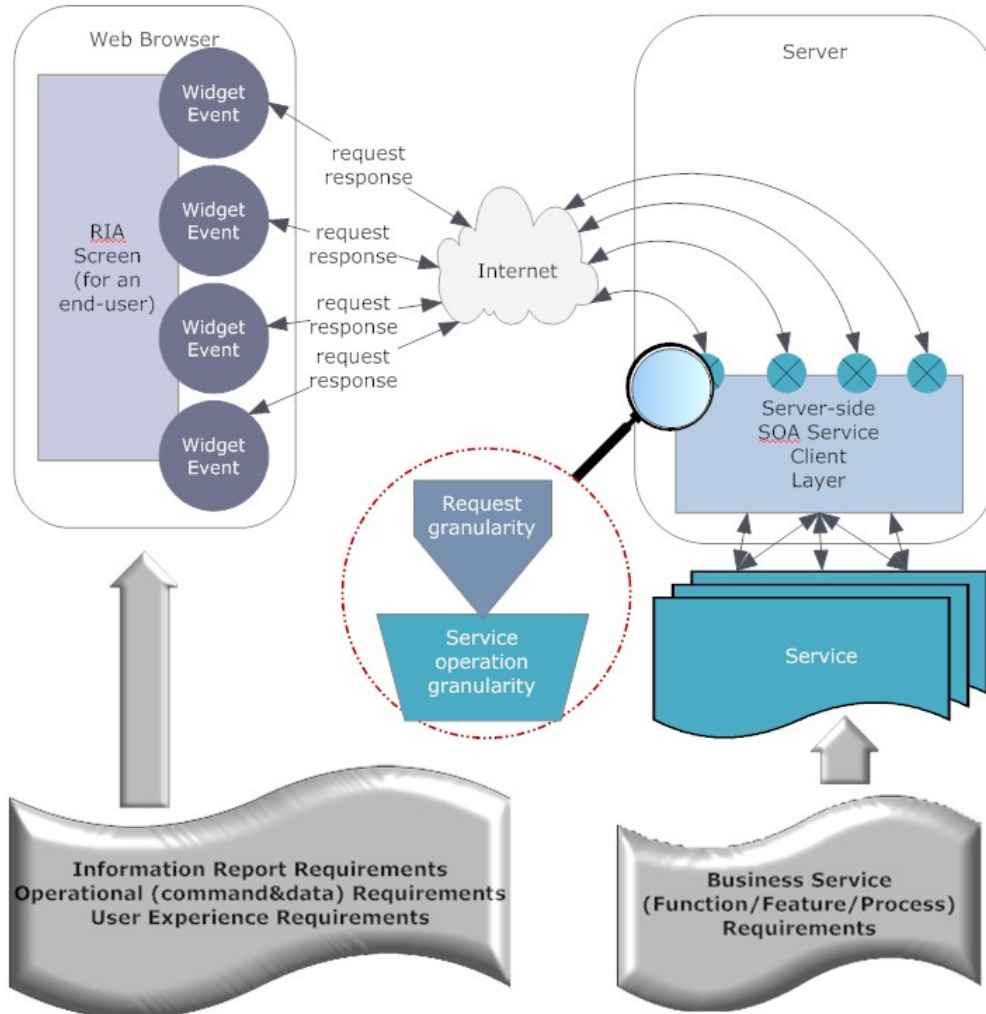 Web Browser
Widget
Event
Widget
Event
Widget
Event
Widget
Event
RIA
Screen
(for an
end-user)
request
response
request
response
request
response
request
response
Internet
Server
Server-side
SOA Service
Client
Layer
Request
granularity
Service
operation
granularity
Service
Information Report Requirements
Operational (command&data) Requirements
User Experience Requirements
Business Service
(Function/Feature/Process)
Requirements